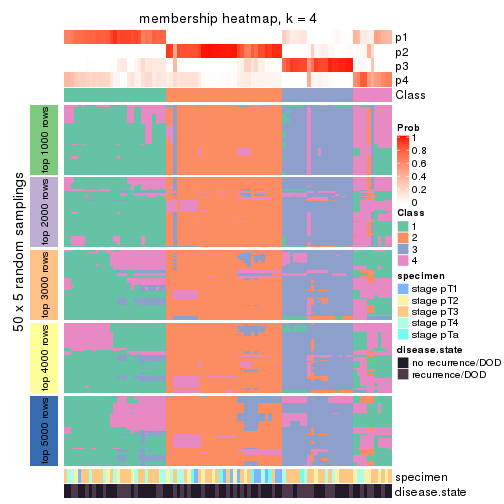 membership heatmap, k = 4
p1
p2
p3
p4
Class
50 x 5 random samplings
top 1000 rows
top 2000 rows
top 3000 rows
top 4000 rows
top 5000 rows
Prob
1
0.8
0.6
0.4
0.2
0
Class
1
2
3
4
specimen
stage pT1
stage pT2
stage pT3
stage pT4
stage pTa
disease.state
no recurrence/DOD
recurrence/DOD
specimen
disease.state